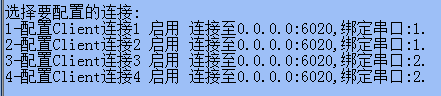 选择要配置的连接:
1-配置Client连接1 启用 连接至0.0.0.0:6020,绑定串口:1.
2-配置Client连接2 启用 连接至0.0.0.0:6020,绑定串口:1.
3-配置Client连接3 启用 连接至0.0.0.0:6020,绑定串口:2.
4-配置Client连接4 启用 连接至0.0.0.0:6020,绑定串口:2.